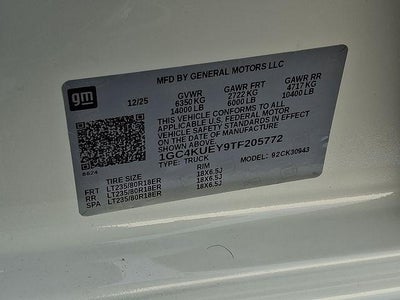 MFD BY GENERAL MOTORS LLC
gm
12/25 GVWR GAWR FRT GAWR RR
6350 KG 2722 KG 4717 KG
14000 LB 6000 LB 10400 LB
THIS VEHICLE CONFORMS TO ALL
APPLICABLE U.S. FEDERAL MOTOR
VEHICLE SAFETY STANDARDS IN EFFECT
ON THE DATE OF MANUFACTURE SHOWN ABOVE
1GC4KUEY9TF205772
8624 TYPE: TRUCK MODEL: 92CK30943
TIRE SIZE RIM
FRT LT235/80R18ER 18X6.5J
RR LT235/80R18ER 18X6.5J
SPA LT235/80R18ER 18X6.5J